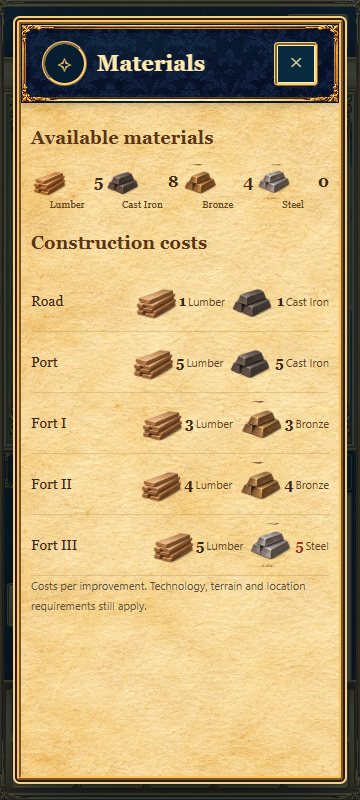 Materials
Available materials
5 8 4 0
Lumber Cast Iron Bronze Steel
Construction costs
Road 1 Lumber 1 Cast Iron
Port 5 Lumber 5 Cast Iron
Fort I 3 Lumber 3 Bronze
Fort II 4 Lumber 4 Bronze
Fort III 5 Lumber 5 Steel
Costs per improvement. Technology, terrain and location
requirements still apply.